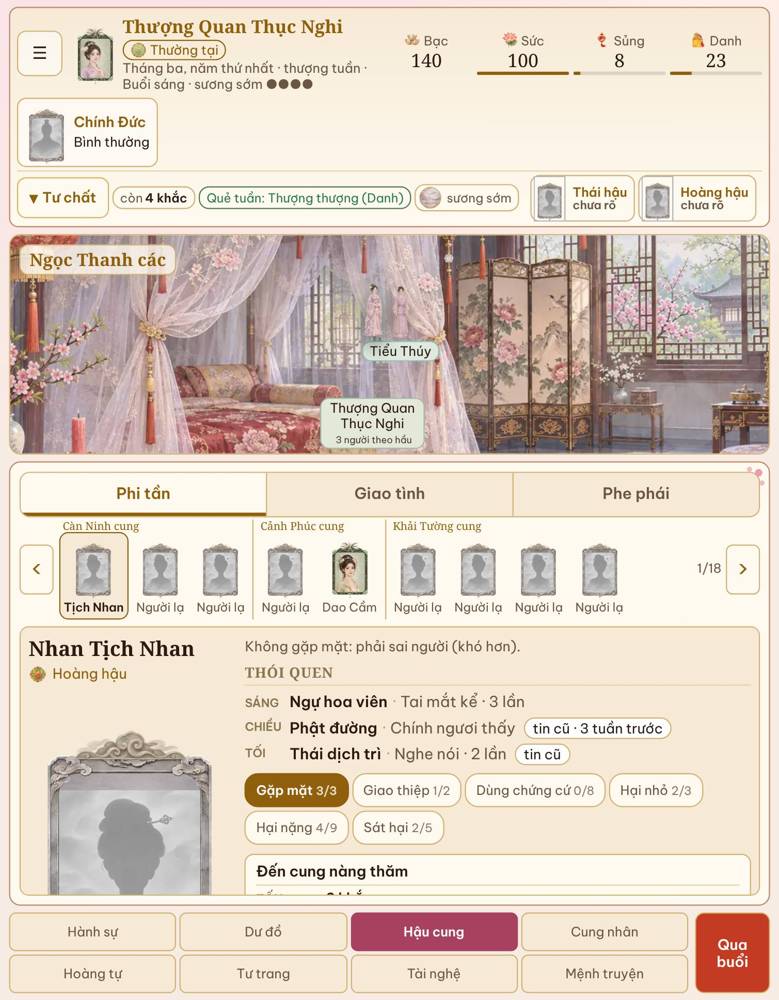 Thượng Quan Thục Nghi
Thường tại
Tháng ba, năm thứ nhất · thượng tuần ·
Buổi sáng · sương sớm
Bạc
140
Sức
100
Sủng
8
Danh
23
Chính Đức
Bình thường
▼ Tư chất
còn 4 khắc
Quẻ tuần: Thượng thượng (Danh)
sương sớm
Thái hậu
chưa rõ
Hoàng hậu
chưa rõ
Ngọc Thanh các
Tiểu Thúy
Thượng Quan
Thục Nghi
3 người theo hầu
Phi tần
Giao tình
Phe phái
Càn Ninh cung
Cảnh Phúc cung
Khải Tường cung
Tịch Nhan
Người lạ
Người lạ
Người lạ
Dao Cầm
Người lạ
Người lạ
Người lạ
Người lạ
1/18
Nhan Tịch Nhan
Hoàng hậu
Không gặp mặt: phải sai người (khó hơn).
THÓI QUEN
SÁNG Ngự hoa viên · Tai mắt kể · 3 lần
CHIỀU Phật đường · Chính ngươi thấy tin cũ · 3 tuần trước
TỐI Thái dịch trì · Nghe nói · 2 lần tin cũ
Gặp mặt 3/3
Giao thiệp 1/2
Dùng chứng cứ 0/8
Hại nhỏ 2/3
Hại nặng 4/9
Sát hại 2/5
Đến cung nàng thăm
Hành sự
Dư đồ
Hậu cung
Cung nhân
Qua
buổi
Hoàng tự
Tư trang
Tài nghệ
Mệnh truyện